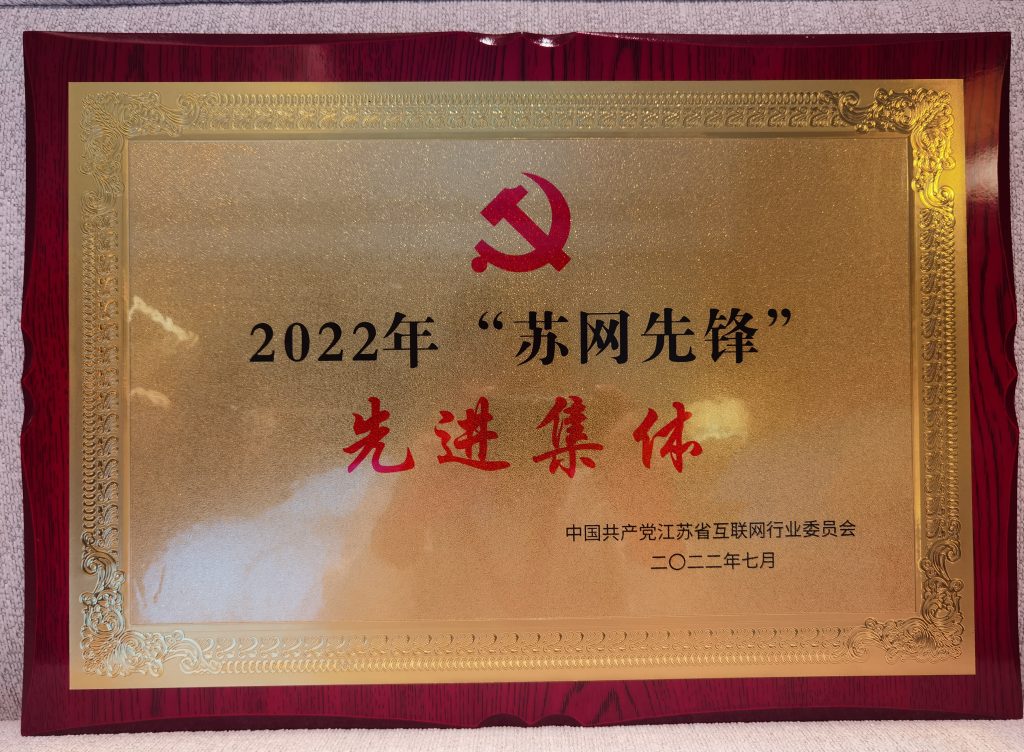 2022年“苏网先锋”
先进集体
中国共产党江苏省互联网行业委员会
二〇二二年七月